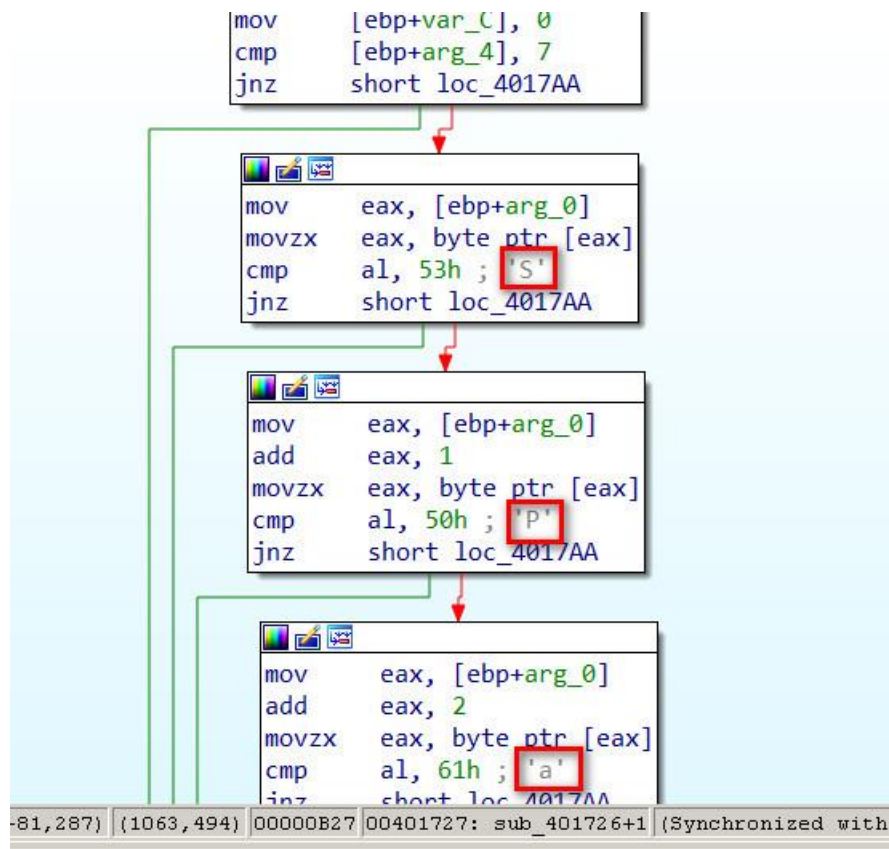 mov [ebp+var_C], 0
cmp [ebp+arg_4], 7
jnz short loc_4017AA
mov eax, [ebp+arg_0]
movzx eax, byte ptr [eax]
cmp al, 53h ; 'S'
jnz short loc_4017AA
mov eax, [ebp+arg_0]
add eax, 1
movzx eax, byte ptr [eax]
cmp al, 50h ; 'P'
jnz short loc_4017AA
mov eax, [ebp+arg_0]
add eax, 2
movzx eax, byte ptr [eax]
cmp al, 61h ; 'a'
jnz short loc_4017AA
-81,287) (1063,494) 00000B27 00401727: sub_401726+1 (Synchronized with